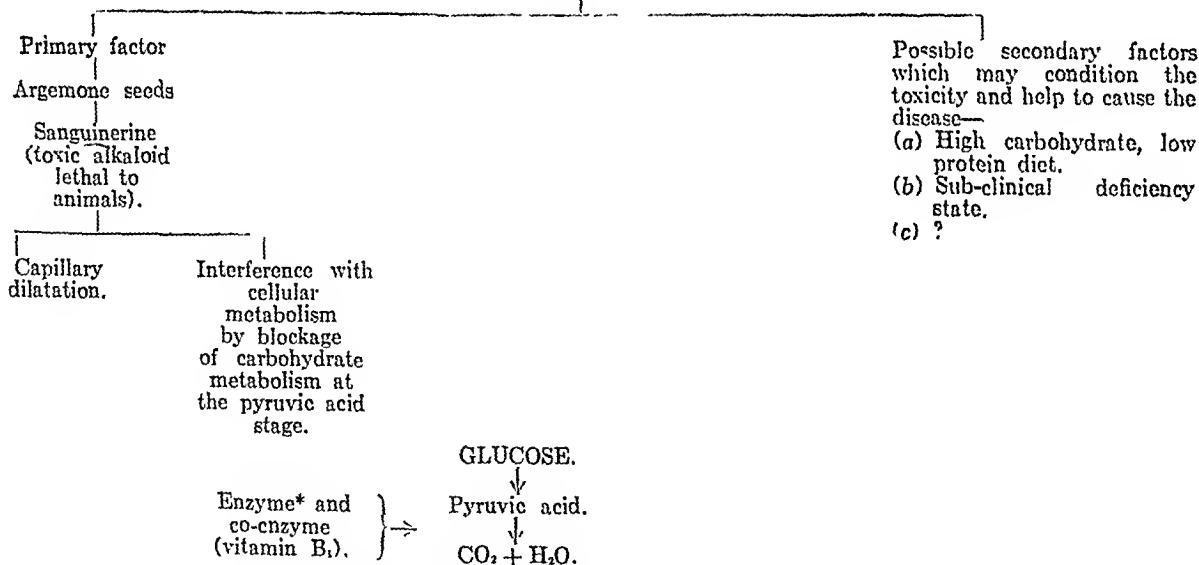 Primary factor
Argemone seeds
Sanguinerine
(toxic alkaloid
lethal to
animals).
Capillary
dilatation.
Interference with
cellular
metabolism
by blockage
of carbohydrate
metabolism at
the pyruvic acid
stage.
Possible secondary factors
which may condition the
toxicity and help to cause the
disease—
(a) High carbohydrate, low
protein diet.
(b) Sub-clinical deficiency
state.
(c) ?
GLUCOSE.
Enzyme* and
co-enzyme
(vitamin B₁).
Pyruvic acid.
CO₂ + H₂O.